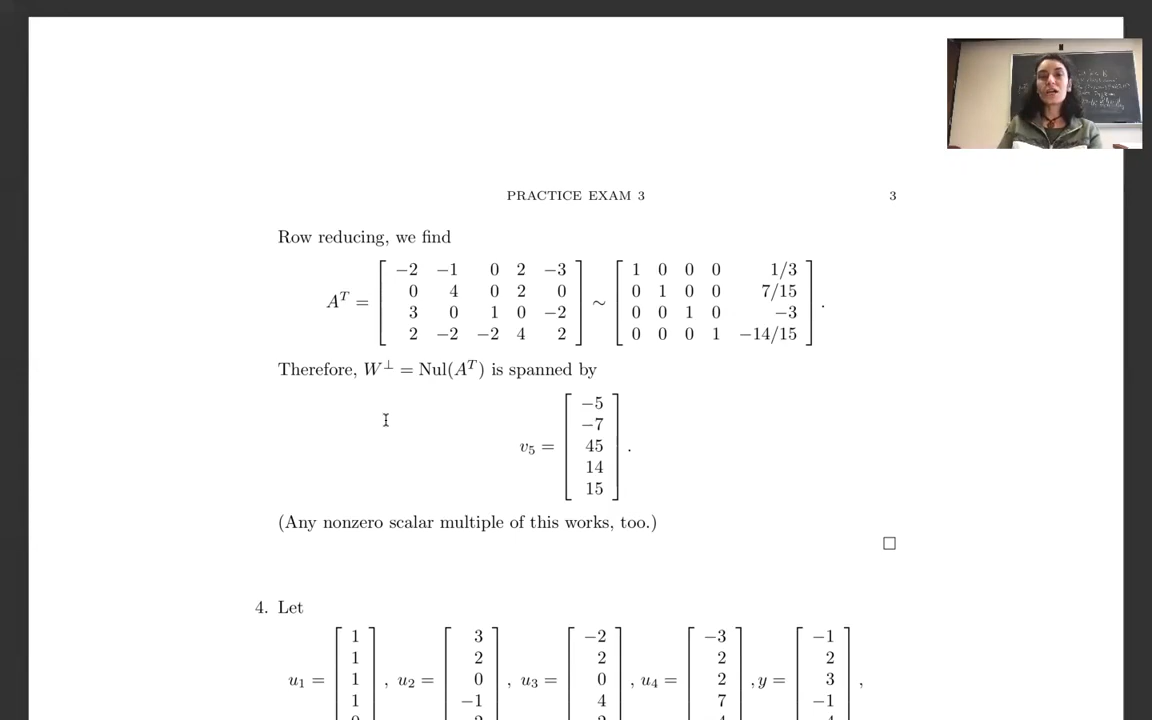 PRACTICE EXAM 3 3
Row reducing, we find
A^T = [ −2 −1 0 2 −3 ; 0 4 0 2 0 ; 3 0 1 0 −2 ; 2 −2 −2 4 2 ] ∼ [ 1 0 0 0 1/3 ; 0 1 0 0 7/15 ; 0 0 1 0 −3 ; 0 0 0 1 −14/15 ] .
Therefore, W^⊥ = Nul(A^T) is spanned by
v_5 = [ −5 ; −7 ; 45 ; 14 ; 15 ] .
(Any nonzero scalar multiple of this works, too.)
□
4. Let
u_1 = [ 1 ; 1 ; 1 ; 1 ] , u_2 = [ 3 ; 2 ; 0 ; −1 ] , u_3 = [ −2 ; 2 ; 0 ; 4 ] , u_4 = [ −3 ; 2 ; 2 ; 7 ] , y = [ −1 ; 2 ; 3 ; −1 ] ,